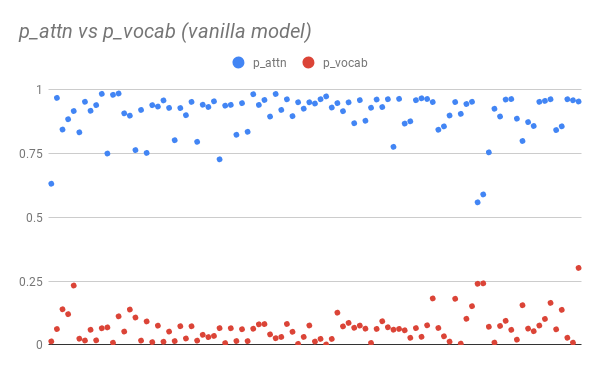 p_attn vs p_vocab (vanilla model)
p_attn p_vocab
1
0.75
0.5
0.25
0